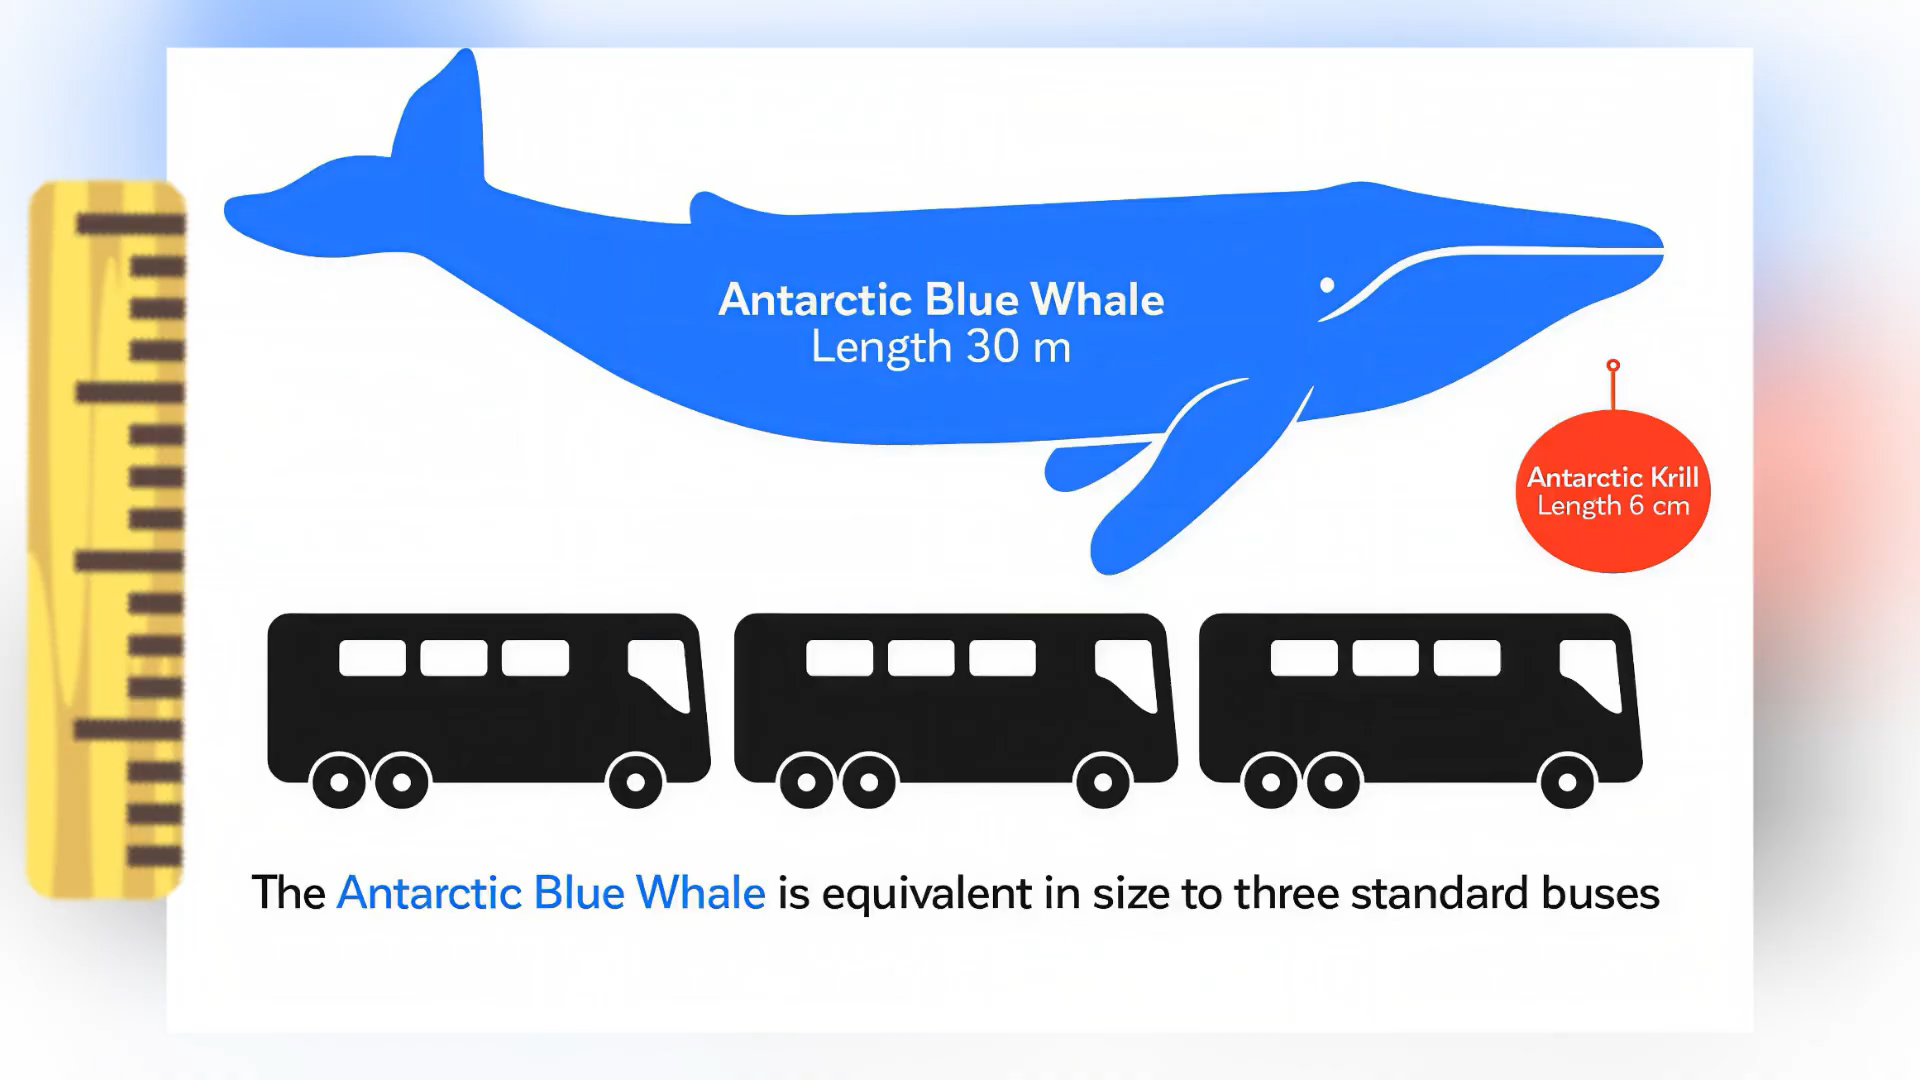 Antarctic Blue Whale
Length 30 m
Antarctic Krill
Length 6 cm
The Antarctic Blue Whale is equivalent in size to three standard buses